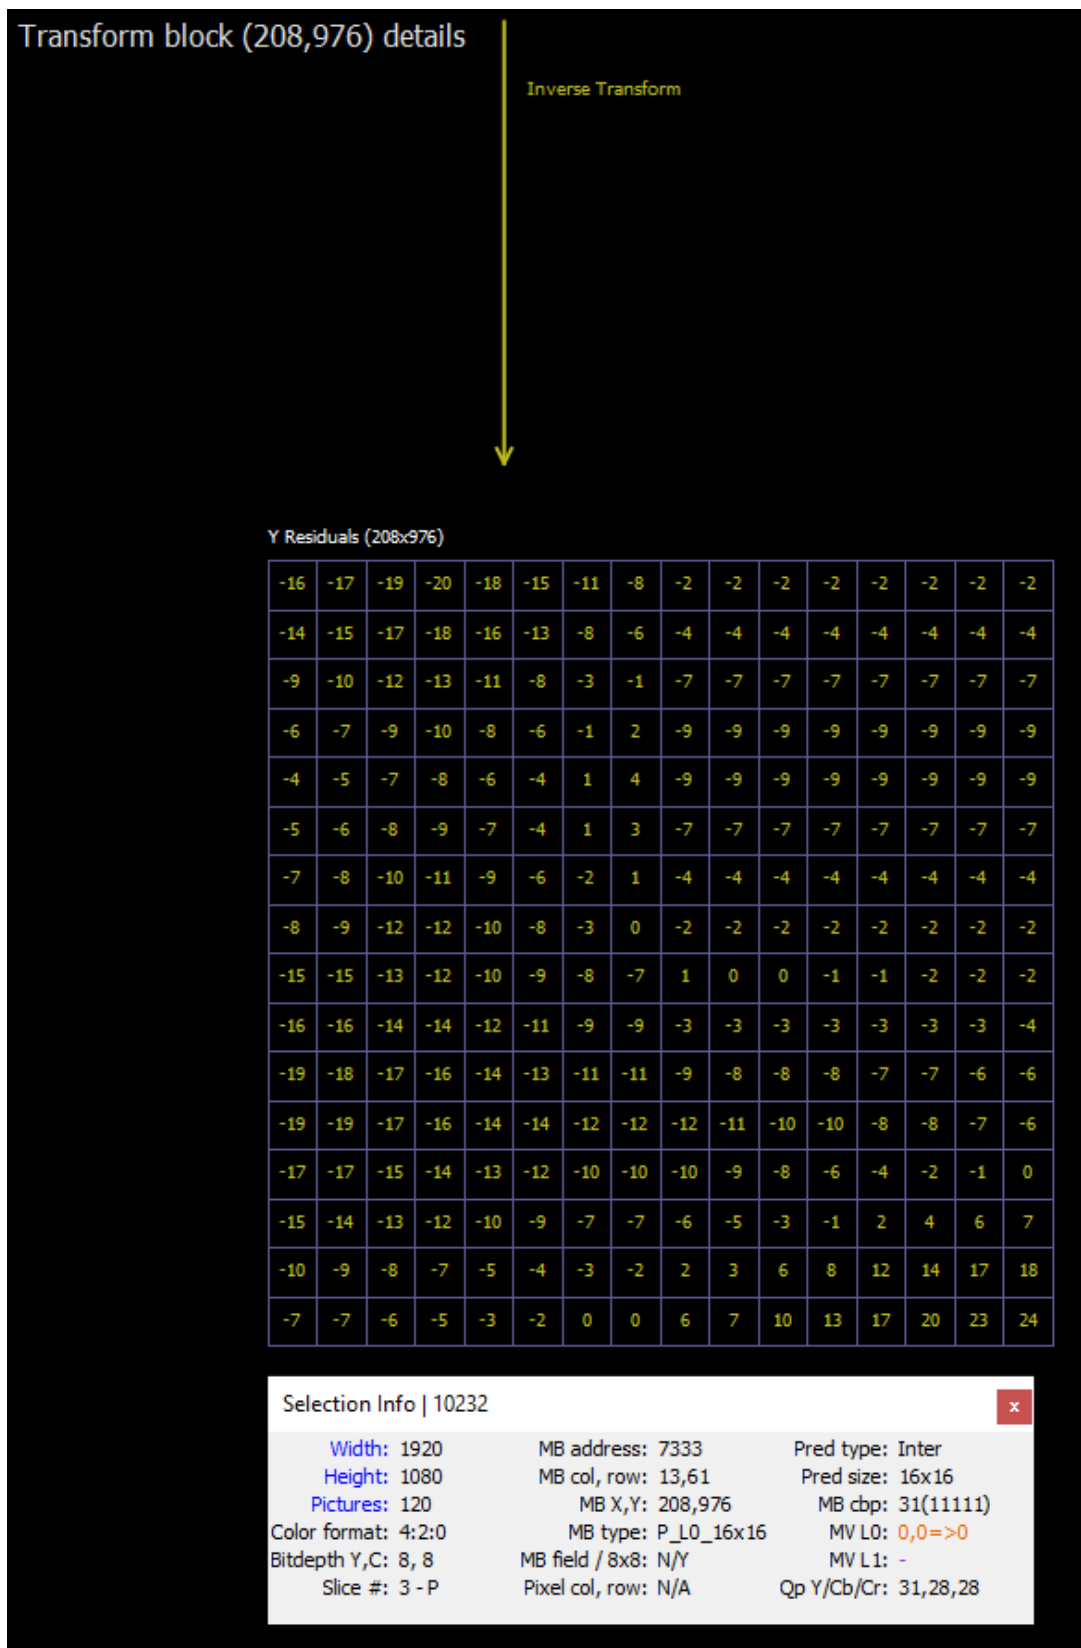 Transform block (208,976) details
Inverse Transform
Y Residuals (208x976)
-16 -17 -19 -20 -18 -15 -11 -8 -2 -2 -2 -2 -2 -2 -2 -2
-14 -15 -17 -18 -16 -13 -8 -6 -4 -4 -4 -4 -4 -4 -4 -4
-9 -10 -12 -13 -11 -8 -3 -1 -7 -7 -7 -7 -7 -7 -7 -7
-6 -7 -9 -10 -8 -6 -1 2 -9 -9 -9 -9 -9 -9 -9 -9
-4 -5 -7 -8 -6 -4 1 4 -9 -9 -9 -9 -9 -9 -9 -9
-5 -6 -8 -9 -7 -4 1 3 -7 -7 -7 -7 -7 -7 -7 -7
-7 -8 -10 -11 -9 -6 -2 1 -4 -4 -4 -4 -4 -4 -4 -4
-8 -9 -12 -12 -10 -8 -3 0 -2 -2 -2 -2 -2 -2 -2 -2
-15 -15 -13 -12 -10 -9 -8 -7 1 0 0 -1 -1 -2 -2 -2
-16 -16 -14 -14 -12 -11 -9 -9 -3 -3 -3 -3 -3 -3 -3 -4
-19 -18 -17 -16 -14 -13 -11 -11 -9 -8 -8 -8 -7 -7 -6 -6
-19 -19 -17 -16 -14 -14 -12 -12 -12 -11 -10 -10 -8 -8 -7 -6
-17 -17 -15 -14 -13 -12 -10 -10 -10 -9 -8 -6 -4 -2 -1 0
-15 -14 -13 -12 -10 -9 -7 -7 -6 -5 -3 -1 2 4 6 7
-10 -9 -8 -7 -5 -4 -3 -2 2 3 6 8 12 14 17 18
-7 -7 -6 -5 -3 -2 0 0 6 7 10 13 17 20 23 24
Selection Info | 10232 x
Width: 1920 MB address: 7333 Pred type: Inter
Height: 1080 MB col, row: 13,61 Pred size: 16x16
Pictures: 120 MB X,Y: 208,976 MB cbp: 31(11111)
Color format: 4:2:0 MB type: P_L0_16x16 MV L0: 0,0=>0
Bitdepth Y,C: 8, 8 MB field / 8x8: N/Y MV L1: -
Slice #: 3 - P Pixel col, row: N/A Qp Y/Cb/Cr: 31,28,28